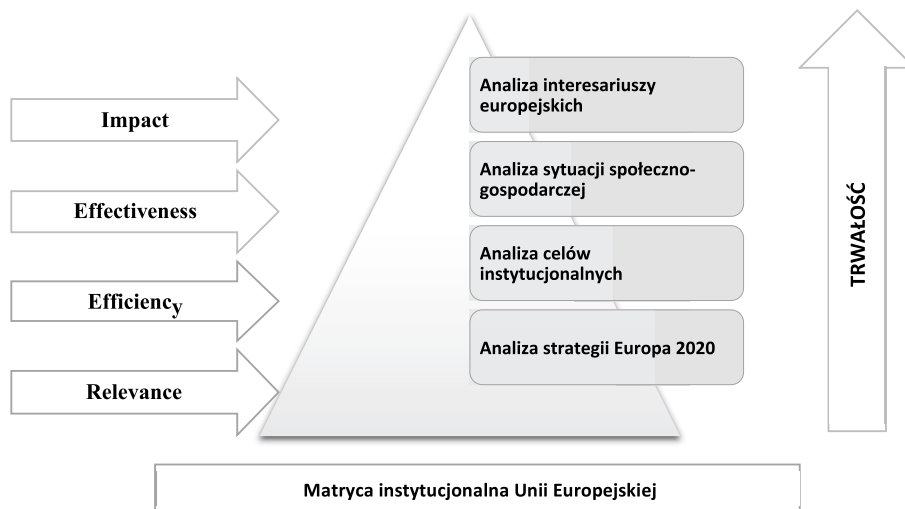 Impact
Effectiveness
Efficiency
Relevance
Analiza interesariuszy
europejskich
Analiza sytuacji społeczno-
gospodarczej
Analiza celów
instytucjonalnych
Analiza strategii Europa 2020
TRWAŁOŚĆ
Matryca instytucjonalna Unii Europejskiej